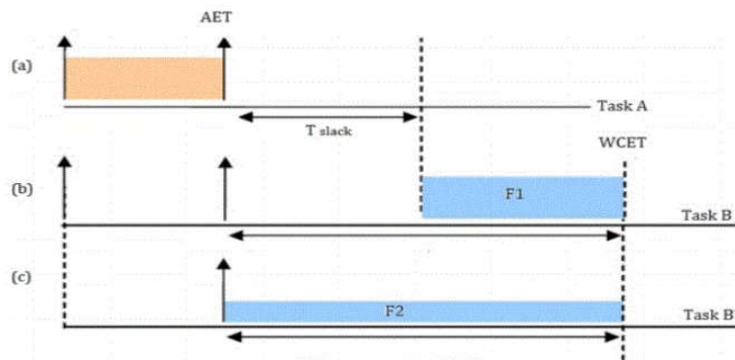 AET
(a)
Task A
T slack
WCET
(b)
F1
Task B
(c)
F2
Task B'